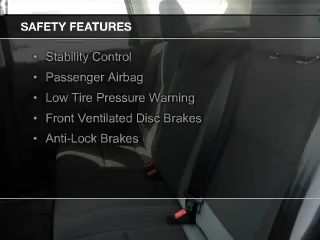 SAFETY FEATURES
• Stability Control
• Passenger Airbag
• Low Tire Pressure Warning
• Front Ventilated Disc Brakes
• Anti-Lock Brakes